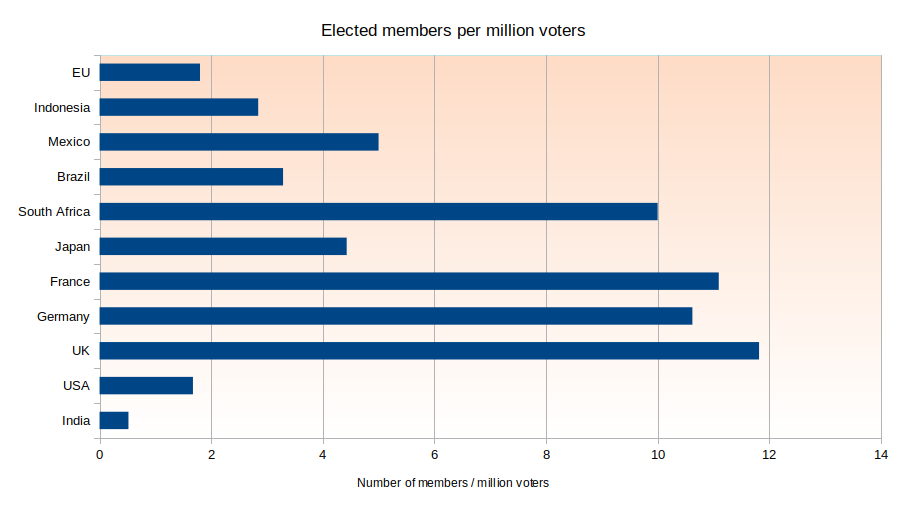 Elected members per million voters
EU
Indonesia
Mexico
Brazil
South Africa
Japan
France
Germany
UK
USA
India
0 2 4 6 8 10 12 14
Number of members / million voters